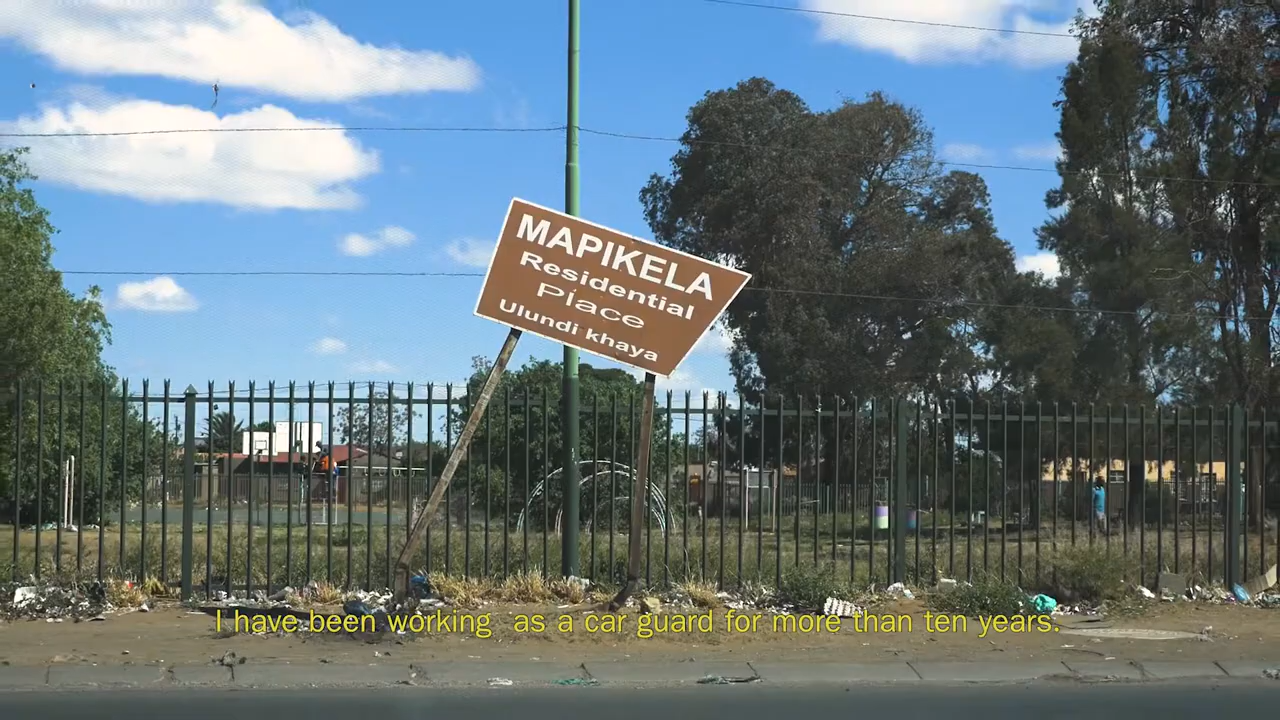 MAPIKELA
Residential
Place
Ulundi khaya
I have been working  as a car guard for more than ten years.